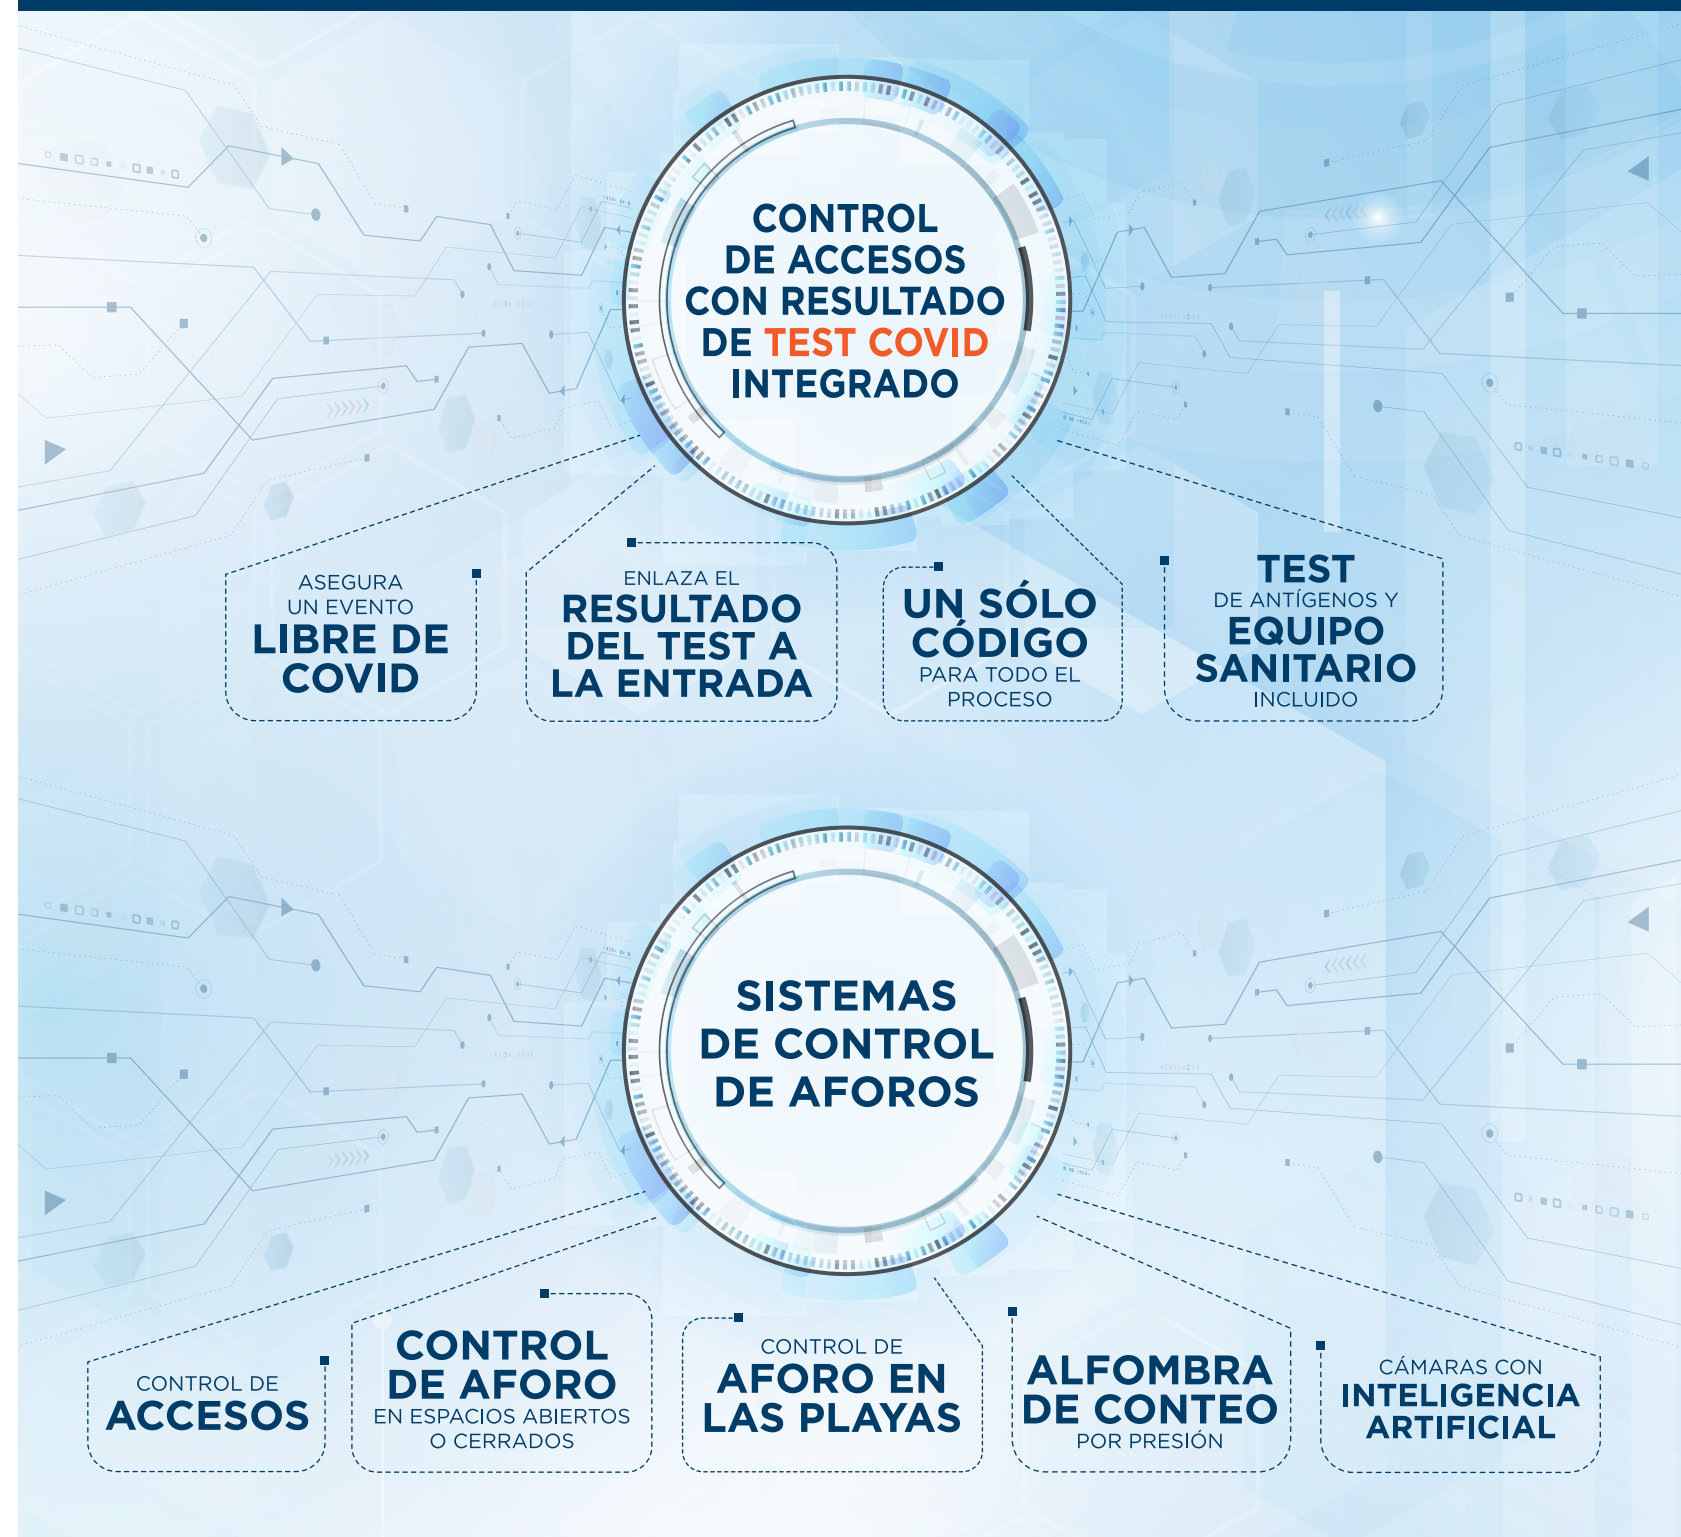 CONTROL
DE ACCESOS
CON RESULTADO
DE TEST COVID
INTEGRADO
ASEGURA
UN EVENTO
LIBRE DE
COVID
ENLAZA EL
RESULTADO
DEL TEST A
LA ENTRADA
UN SÓLO
CÓDIGO
PARA TODO EL
PROCESO
TEST
DE ANTÍGENOS Y
EQUIPO
SANITARIO
INCLUIDO
SISTEMAS
DE CONTROL
DE AFOROS
CONTROL DE
ACCESOS
CONTROL
DE AFORO
EN ESPACIOS ABIERTOS
O CERRADOS
CONTROL DE
AFORO EN
LAS PLAYAS
ALFOMBRA
DE CONTEO
POR PRESIÓN
CÁMARAS CON
INTELIGENCIA
ARTIFICIAL